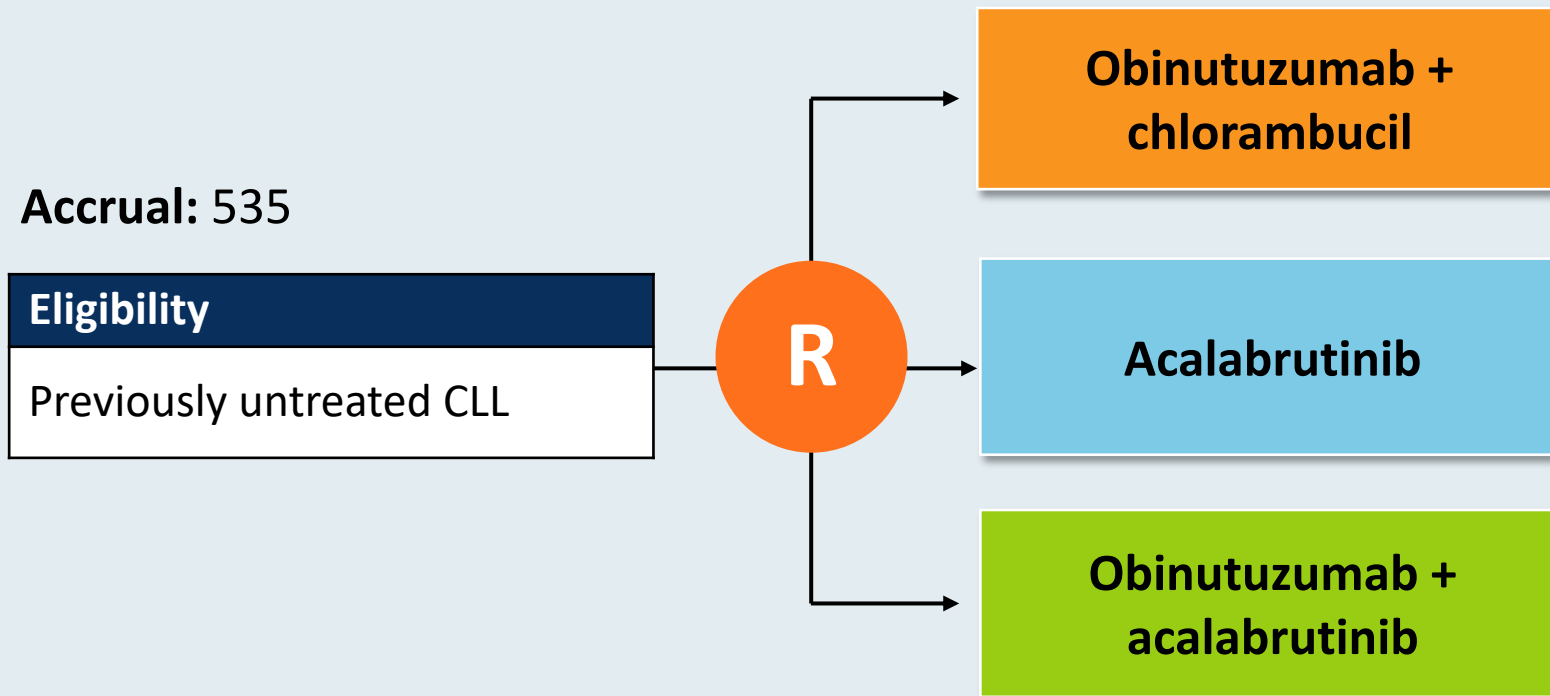 Accrual: 535
Eligibility
Previously untreated CLL
R
Obinutuzumab +
chlorambucil
Acalabrutinib
Obinutuzumab +
acalabrutinib